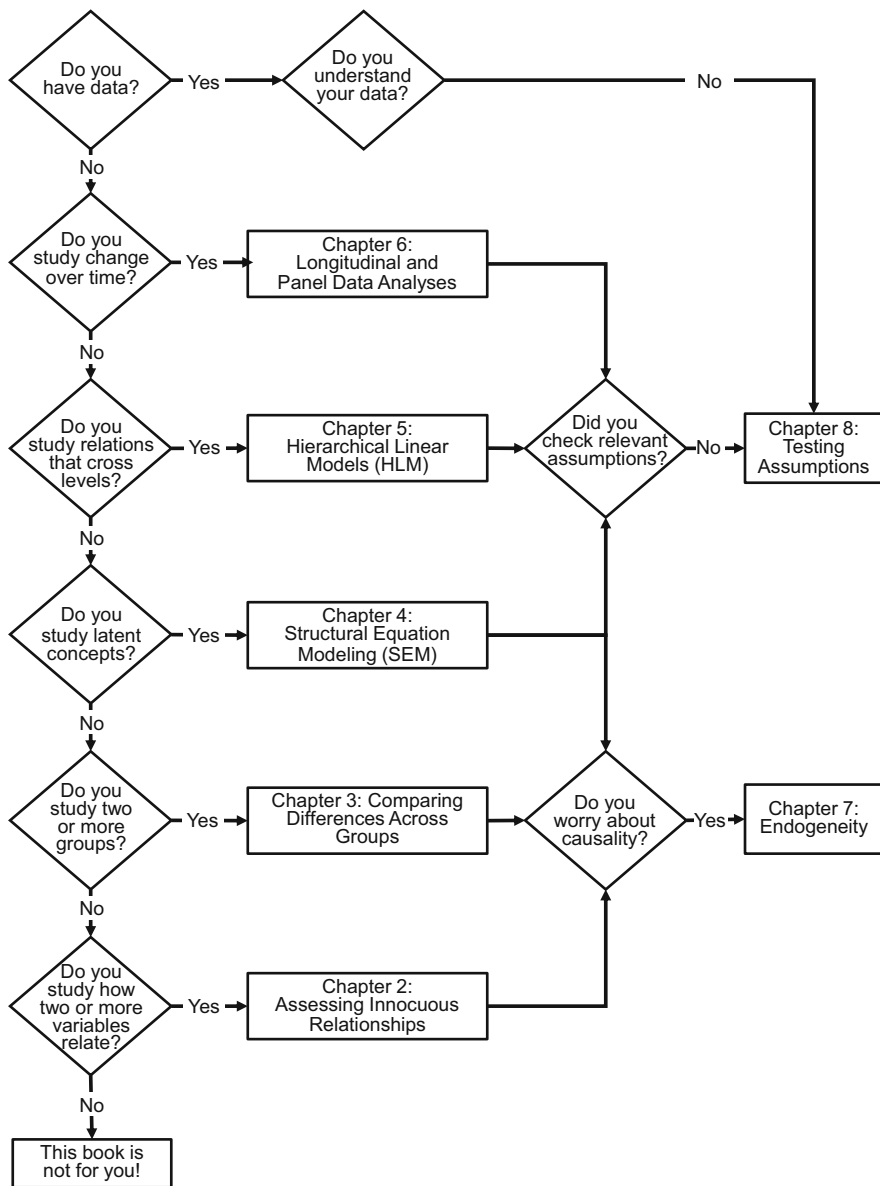 Do you
have data?
Yes
Do you
understand
your data?
No
No
Do you
study change
over time?
Yes
Chapter 6:
Longitudinal and
Panel Data Analyses
No
Do you
study relations
that cross
levels?
Yes
Chapter 5:
Hierarchical Linear
Models (HLM)
Did you
check relevant
assumptions?
No
Chapter 8:
Testing
Assumptions
No
Do you
study latent
concepts?
Yes
Chapter 4:
Structural Equation
Modeling (SEM)
No
Do you
study two
or more
groups?
Yes
Chapter 3: Comparing
Differences Across
Groups
Do you
worry about
causality?
Yes
Chapter 7:
Endogeneity
No
Do you
study how
two or more
variables
relate?
Yes
Chapter 2:
Assessing Innocuous
Relationships
No
This book is
not for you!